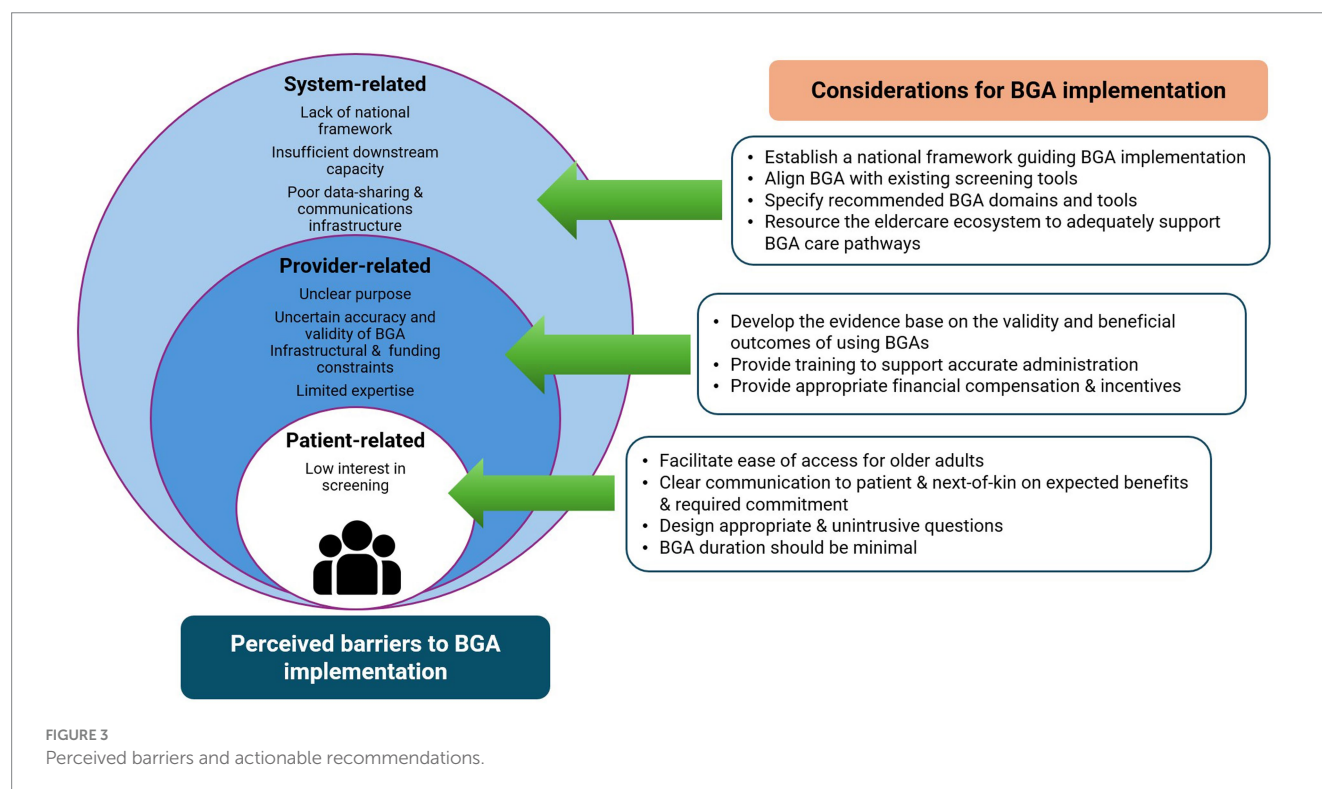 System-related
Lack of national
framework
Insufficient downstream
capacity
Poor data-sharing &
communications
infrastructure
Provider-related
Unclear purpose
Uncertain accuracy and
validity of BGA
Infrastructural & funding
constraints
Limited expertise
Patient-related
Low interest in
screening
Perceived barriers to BGA
implementation
Considerations for BGA implementation
• Establish a national framework guiding BGA implementation
• Align BGA with existing screening tools
• Specify recommended BGA domains and tools
• Resource the eldercare ecosystem to adequately support
BGA care pathways
• Develop the evidence base on the validity and beneficial
outcomes of using BGAs
• Provide training to support accurate administration
• Provide appropriate financial compensation & incentives
• Facilitate ease of access for older adults
• Clear communication to patient & next-of-kin on expected benefits
& required commitment
• Design appropriate & unintrusive questions
• BGA duration should be minimal
FIGURE 3
Perceived barriers and actionable recommendations.